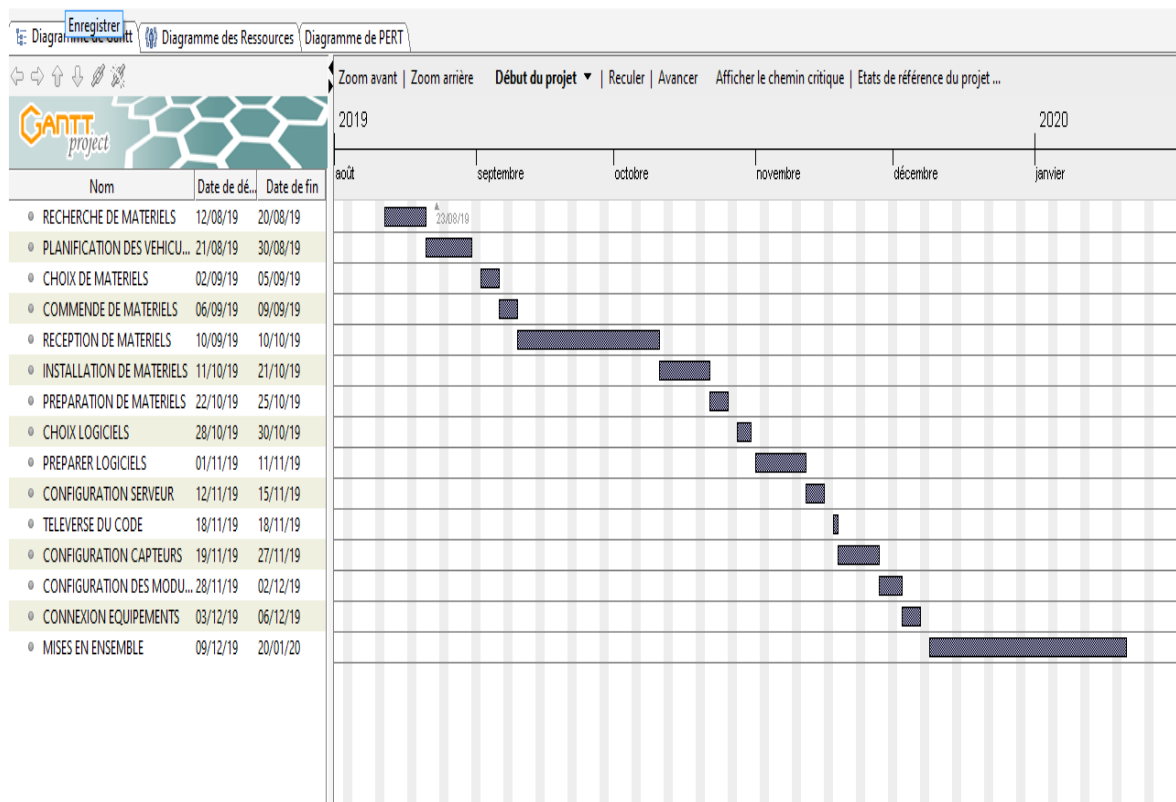 Enregistrer
Diagramme de Gantt Diagramme des Ressources Diagramme de PERT
Zoom avant | Zoom arrière Début du projet | Reculer | Avancer Afficher le chemin critique | Etats de référence du projet ...
GANTT project
2019 2020
août septembre octobre novembre décembre janvier
Nom Date de dé... Date de fin
RECHERCHE DE MATERIELS 12/08/19 20/08/19
23/08/19
PLANIFICATION DES VEHICU... 21/08/19 30/08/19
CHOIX DE MATERIELS 02/09/19 05/09/19
COMMENDE DE MATERIELS 06/09/19 09/09/19
RECEPTION DE MATERIELS 10/09/19 10/10/19
INSTALLATION DE MATERIELS 11/10/19 21/10/19
PREPARATION DE MATERIELS 22/10/19 25/10/19
CHOIX LOGICIELS 28/10/19 30/10/19
PREPARER LOGICIELS 01/11/19 11/11/19
CONFIGURATION SERVEUR 12/11/19 15/11/19
TELEVERSE DU CODE 18/11/19 18/11/19
CONFIGURATION CAPTEURS 19/11/19 27/11/19
CONFIGURATION DES MODU... 28/11/19 02/12/19
CONNEXION EQUIPEMENTS 03/12/19 06/12/19
MISES EN ENSEMBLE 09/12/19 20/01/20